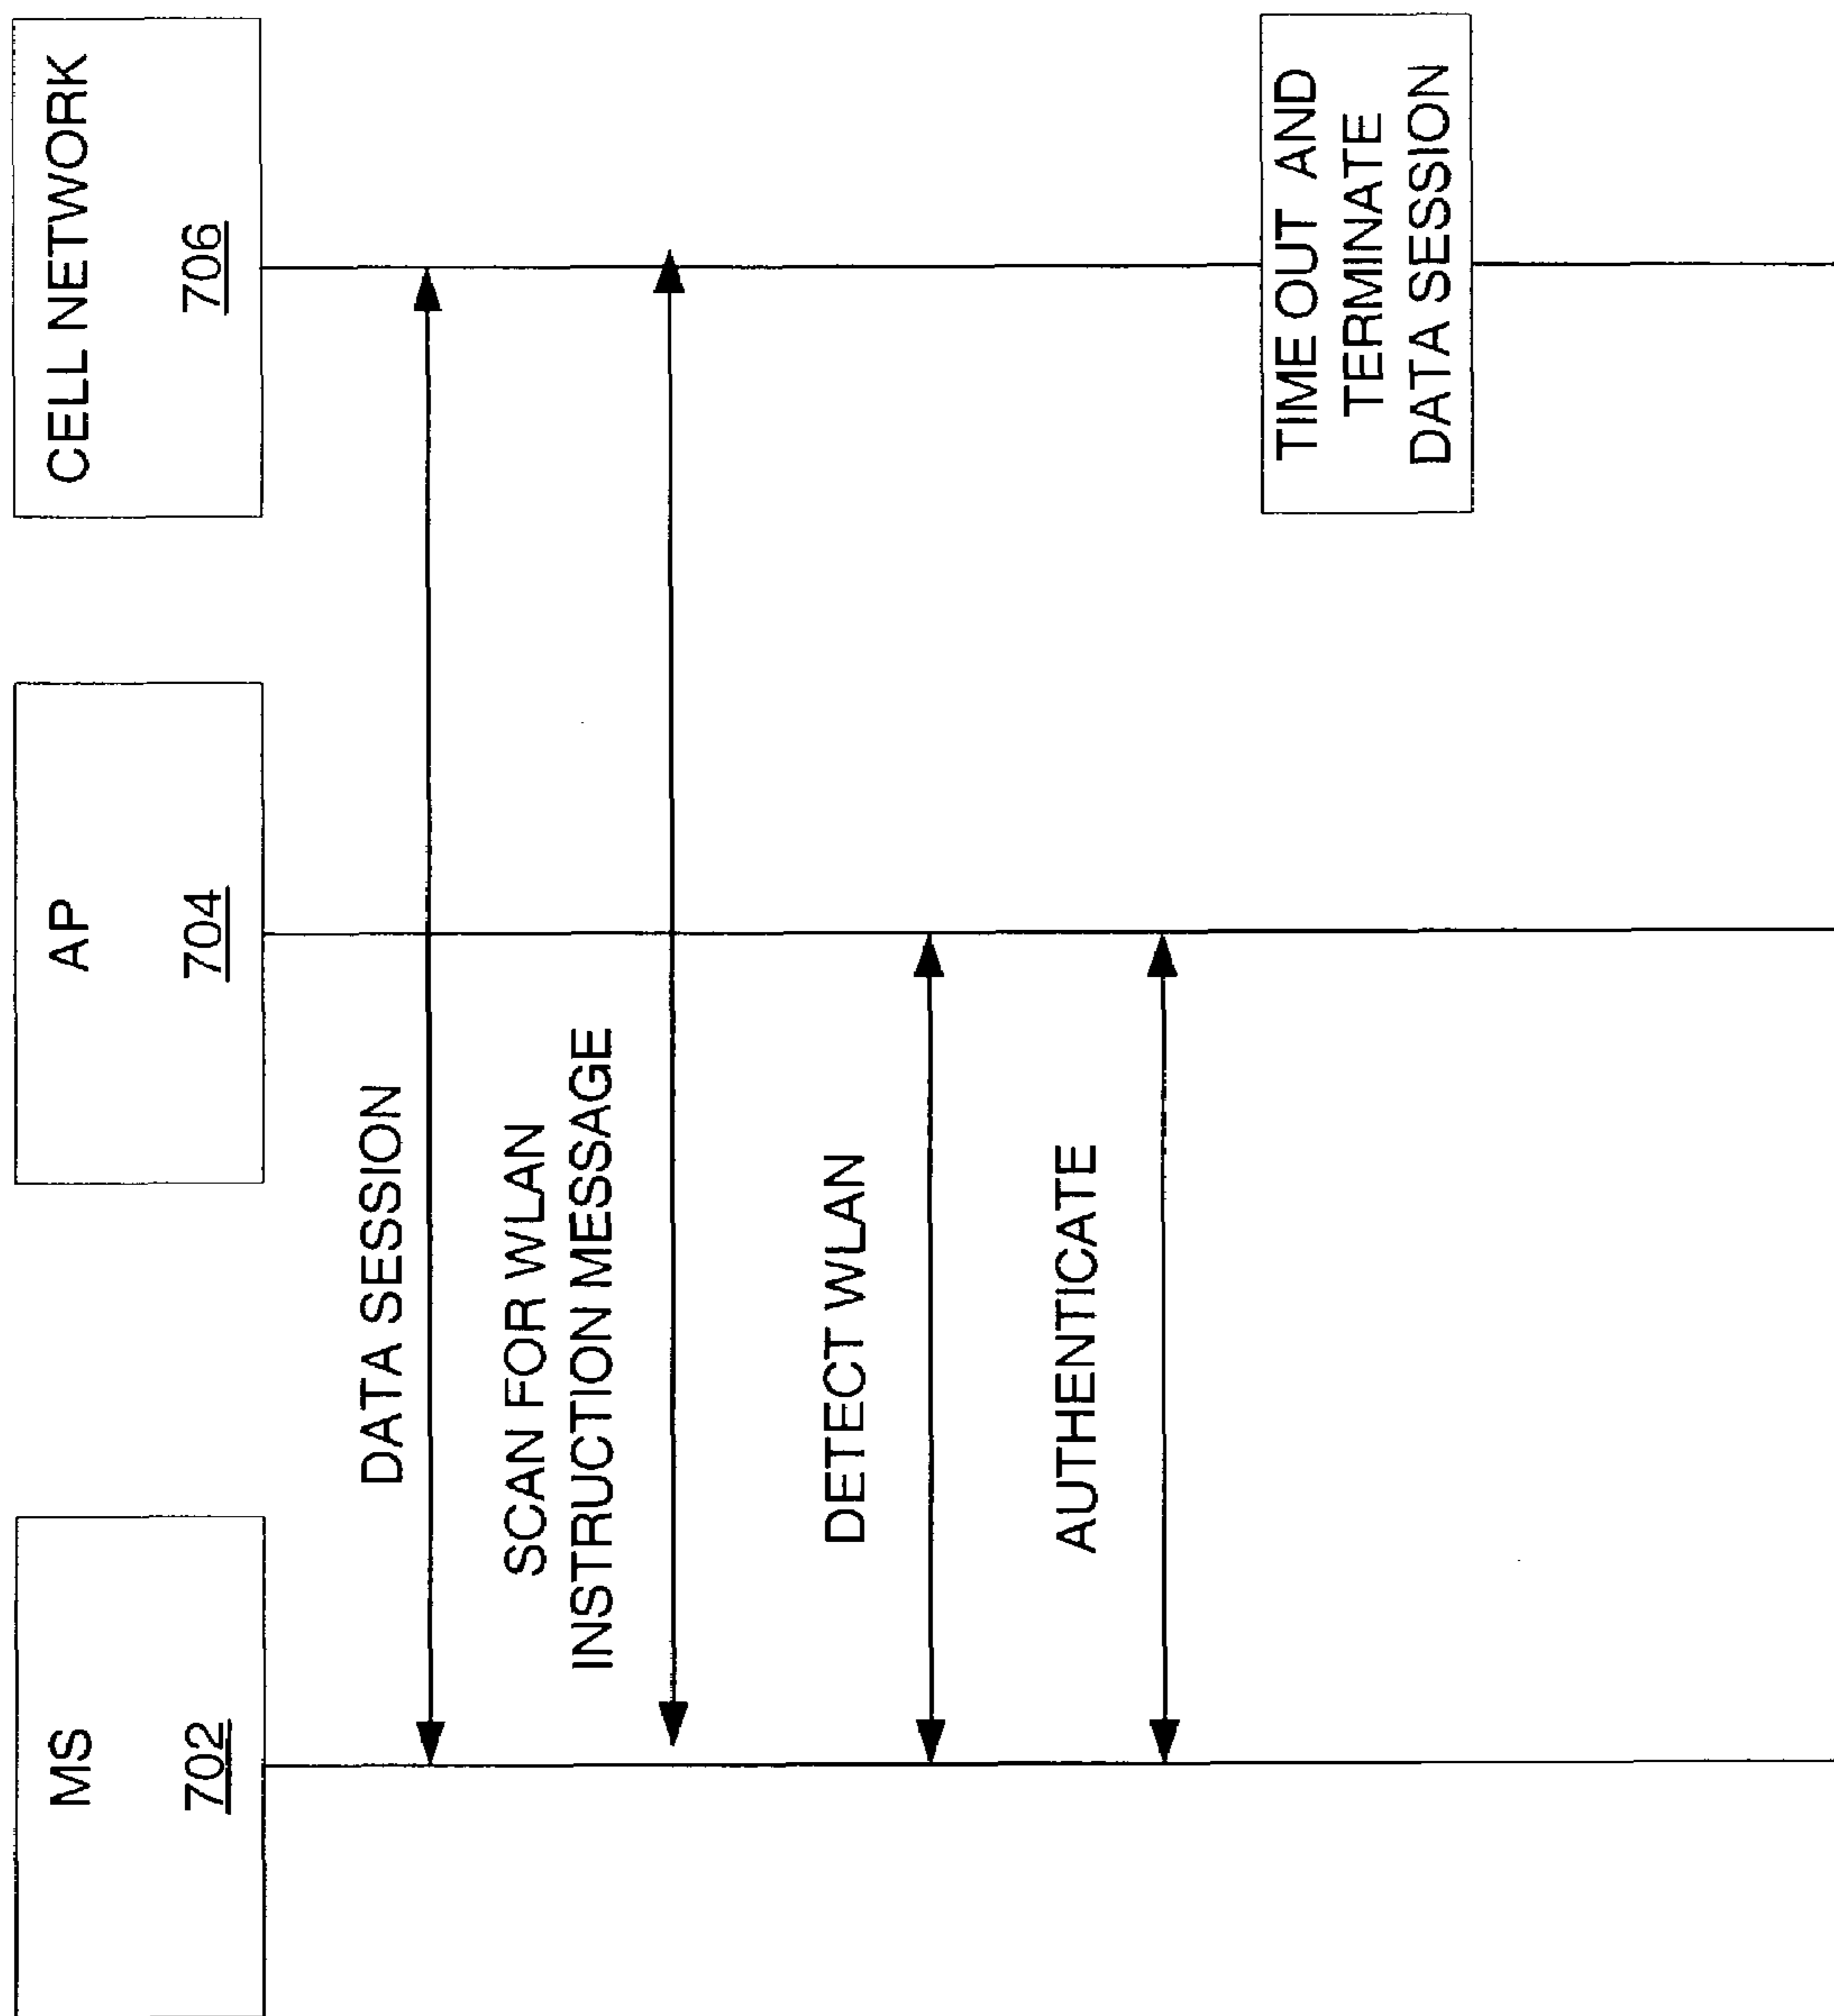 MS
702
AP
704
CELL NETWORK
706
DATA SESSION
SCAN FOR WLAN
INSTRUCTION MESSAGE
DETECT WLAN
AUTHENTICATE
TIME OUT AND
TERMINATE
DATA SESSION